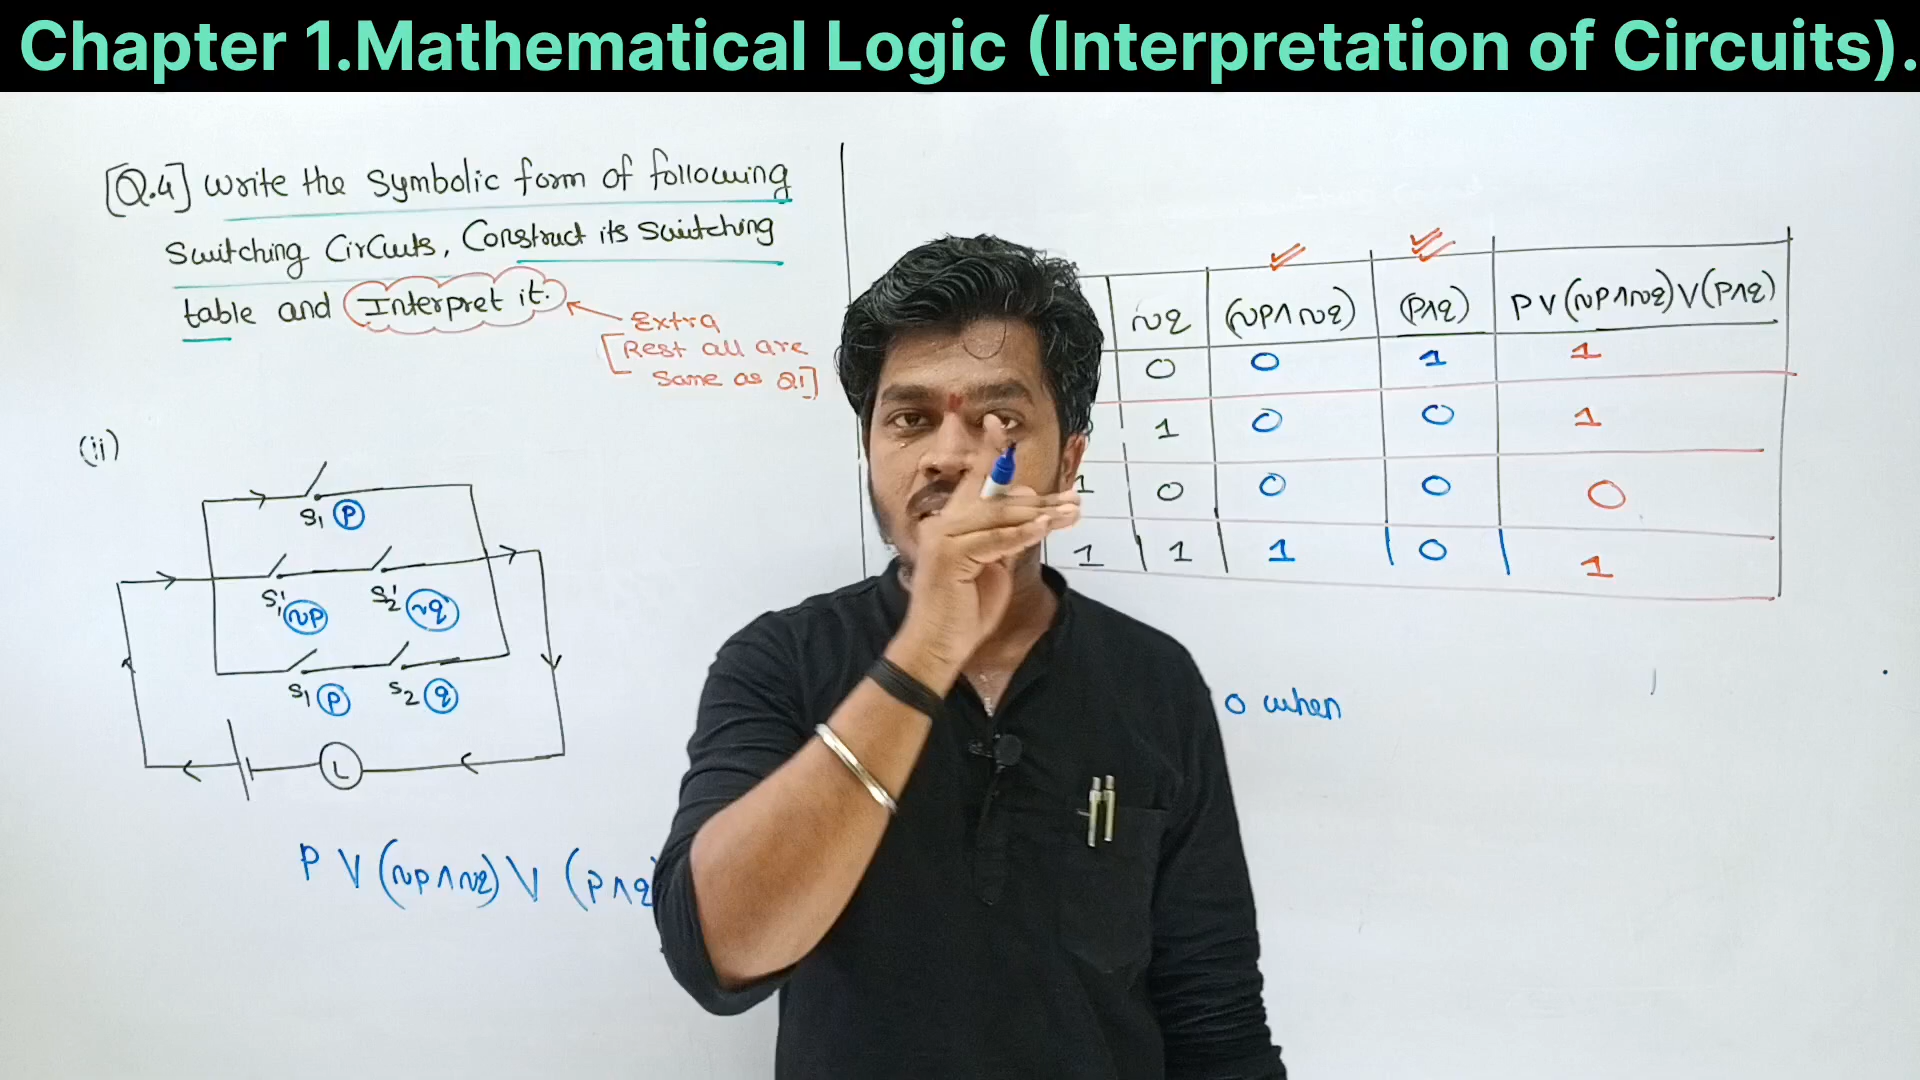 Chapter 1.Mathematical Logic (Interpretation of Circuits).
[Q.4] Write the Symbolic form of following
Switching Circuts, Construct its Switching
table and Interpret it.
Extra
[Rest all are
Same as Q1]
(ii)
S1 P
S1' ~P S2' ~q
S1 P S2 q
L
P V (~P ∧ ~q) V (P ∧ q
~q (~P ∧ ~q) (P ∧ q) P V (~P ∧ ~q) V (P ∧ q)
0 0 1 1
1 0 0 1
1 0 0 0 0
1 1 1 0 1
0 when